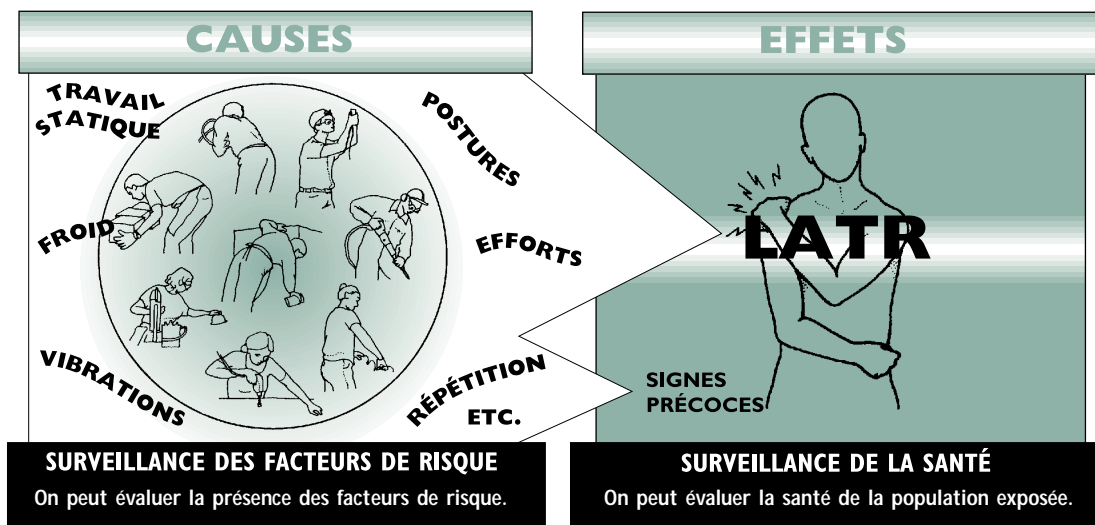 CAUSES
TRAVAIL
STATIQUE
POSTURES
FROID
EFFORTS
VIBRATIONS
RÉPÉTITION
ETC.
SURVEILLANCE DES FACTEURS DE RISQUE
On peut évaluer la présence des facteurs de risque.
EFFETS
LATR
SIGNES
PRÉCOCES
SURVEILLANCE DE LA SANTÉ
On peut évaluer la santé de la population exposée.